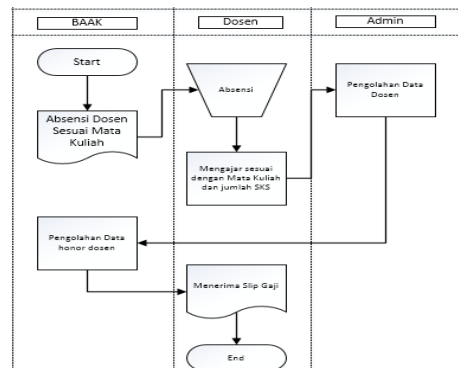 BAAK
Dosen
Admin
Start
Absensi Dosen
Sesuai Mata
Kuliah
Absensi
Mengajar sesuai
dengan Mata Kuliah
dan jumlah SKS
Pengolahan Data
Dosen
Pengolahan Data
honor dosen
Menerima Slip Gaji
End